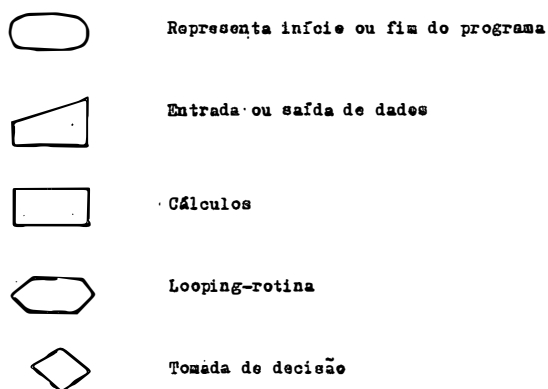 Representa início ou fim do programa
Entrada ou saída de dados
Cálculos
Looping-rotina
Tomada de decisão